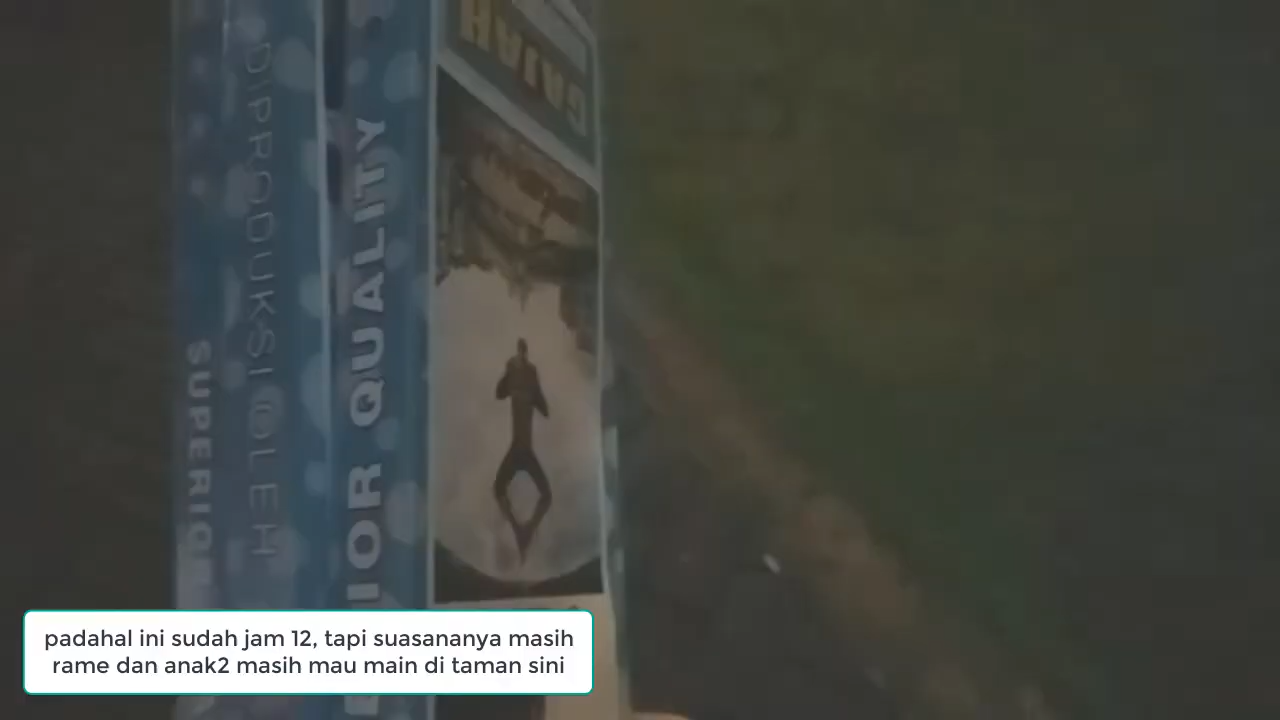 GAJAH
SUPERIOR
DIPRODUKSI OLEH
IOR QUALITY
padahal ini sudah jam 12, tapi suasananya masih
rame dan anak2 masih mau main di taman sini